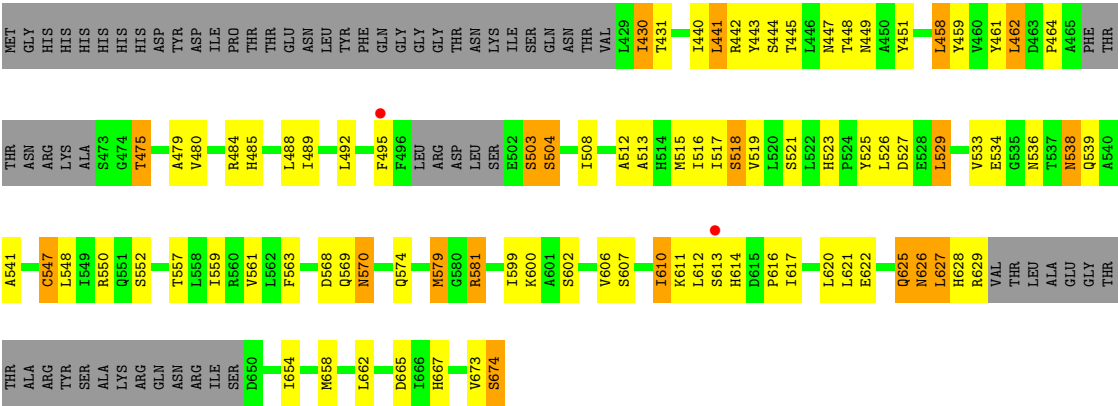 MET GLY HIS HIS HIS HIS HIS HIS ASP TYR ASP ILE PRO THR THR GLU ASN LEU TYR PHE GLN GLY GLY GLY THR ASN LYS ILE SER GLN ASN THR VAL L429 I430 T431 I440 L441 R442 Y443 S444 T445 L446 N447 T448 N449 A450 Y451 L458 Y459 V460 Y461 L462 D463 P464 A465 PHE THR
THR ASN ARG LYS ALA S473 G474 T475 A479 V480 R484 H485 L488 I489 L492 F495 F496 LEU ARG ASP LEU SER E502 S503 S504 I508 A512 A513 H514 M515 I516 I517 S518 V519 L520 S521 L522 H523 P524 Y525 L526 D527 E528 L529 V533 E534 G535 N536 T537 N538 Q539 A540
A541 C547 L548 I549 R550 Q551 S552 T557 L558 I559 R560 V561 L562 F563 D568 Q569 N570 Q574 M579 G580 R581 I599 K600 A601 S602 V606 S607 I610 K611 L612 S613 H614 D615 P616 I617 L620 L621 E622 Q625 N626 L627 H628 R629 VAL THR LEU ALA GLU GLY THR
THR ALA ARG TYR SER ALA LYS ARG GLN ASN ARG ILE SER D650 I654 M658 L662 D665 I666 H667 V673 S674